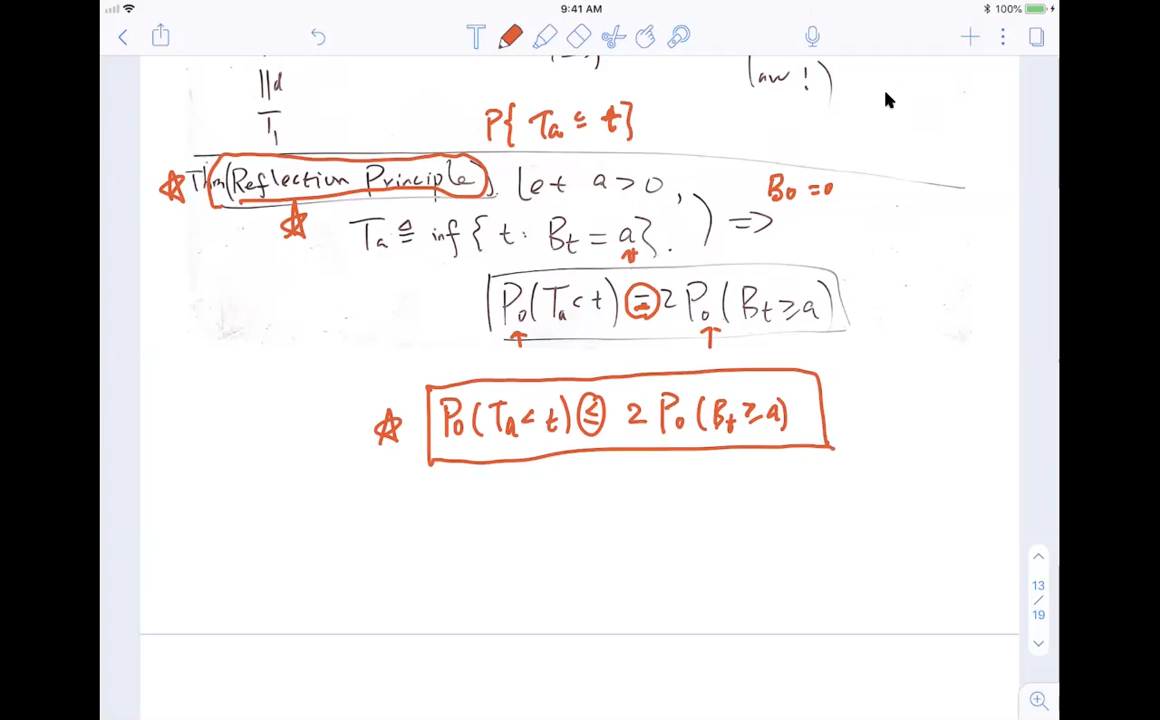 9:41 AM
100%
T
law !)
||d
T₁
P{ Ta ≤ t}
☆ Thm (Reflection Principle). Let a > 0,
B₀ = 0
Ta ≜ inf { t : Bt = a}. ) ⇒
P₀(Ta < t) = 2 P₀( Bt ≥ a)
☆ P₀(Ta < t) ≤ 2 P₀(Bt ≥ a)
13
/
19